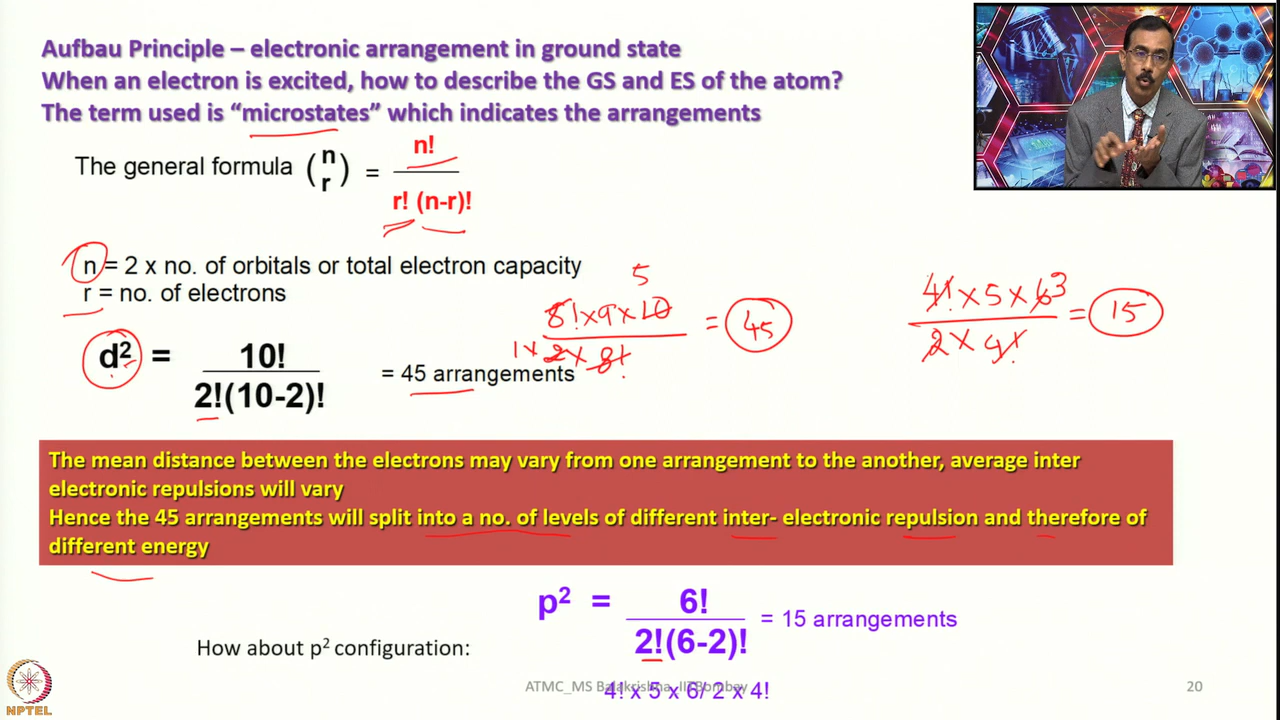 Aufbau Principle – electronic arrangement in ground state
When an electron is excited, how to describe the GS and ES of the atom?
The term used is “microstates” which indicates the arrangements
The general formula (n r) = n! / r! (n-r)!
n = 2 x no. of orbitals or total electron capacity
r = no. of electrons
5
8! x 9 x 10 / 1 x 2 x 8! = 45
4! x 5 x 6 3 / 2 x 4! = 15
d² = 10! / 2!(10-2)! = 45 arrangements
The mean distance between the electrons may vary from one arrangement to the another, average inter
electronic repulsions will vary
Hence the 45 arrangements will split into a no. of levels of different inter- electronic repulsion and therefore of
different energy
p² = 6! / 2!(6-2)! = 15 arrangements
How about p² configuration:
4! x 5 x 6/ 2 x 4!
ATMC_MS Balakrishna, IITBombay
20
NPTEL